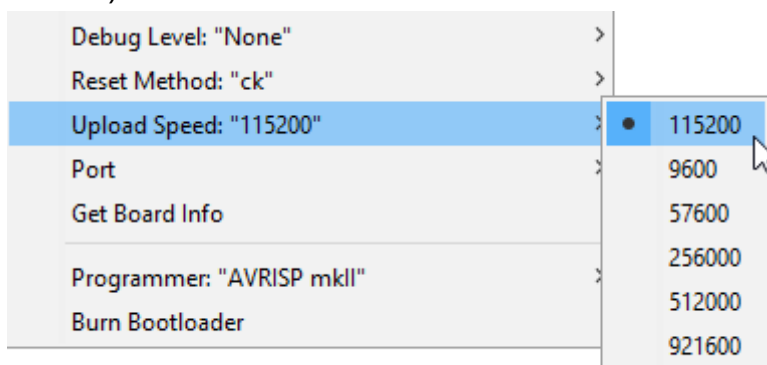 Debug Level: "None"
Reset Method: "ck"
Upload Speed: "115200"
Port
Get Board Info
Programmer: "AVRISP mkII"
Burn Bootloader
115200
9600
57600
256000
512000
921600